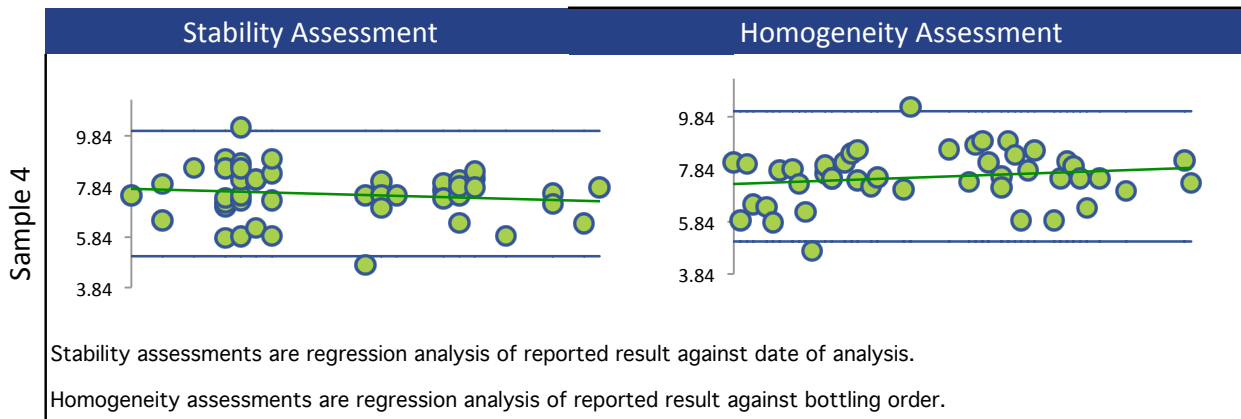 Stability Assessment
Homogeneity Assessment
Sample 4
9.84
7.84
5.84
3.84
9.84
7.84
5.84
3.84
Stability assessments are regression analysis of reported result against date of analysis.
Homogeneity assessments are regression analysis of reported result against bottling order.